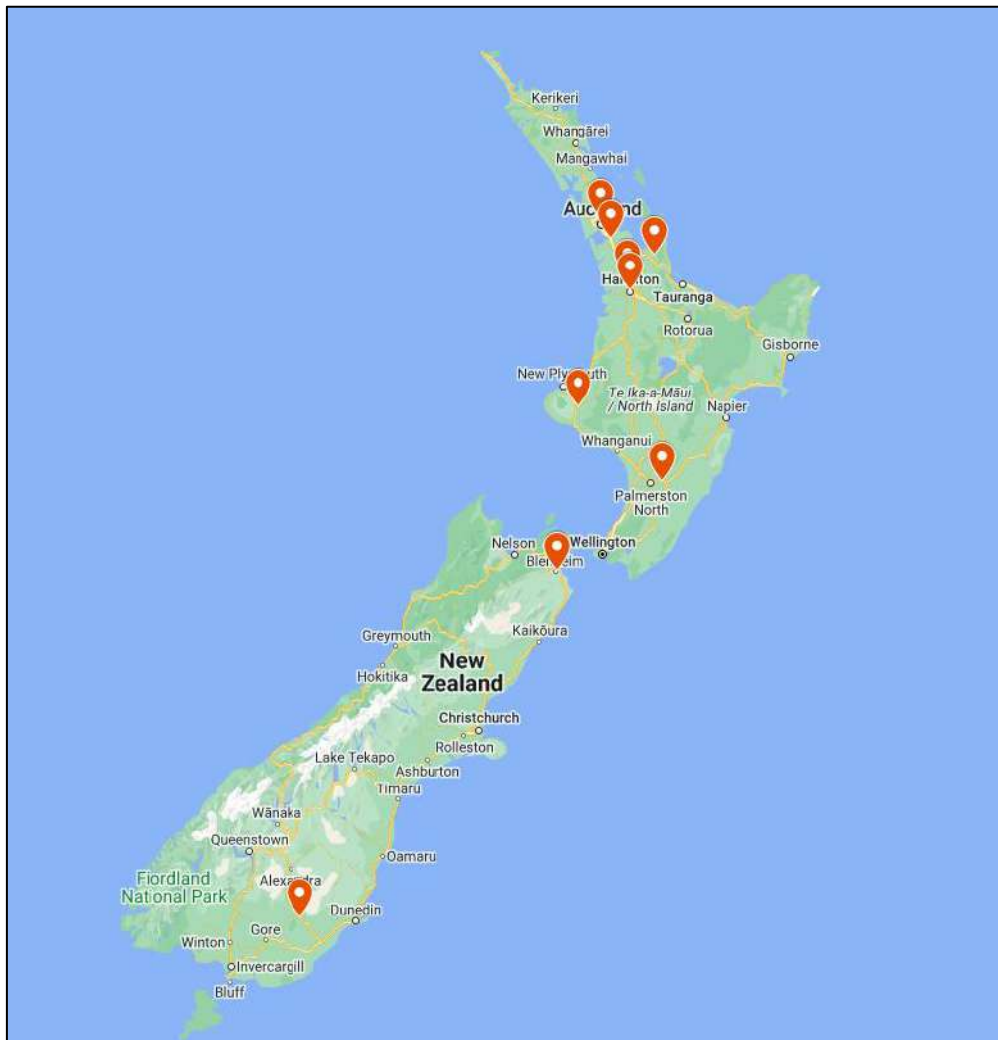 Kerikeri
Whangārei
Mangawhai
Auckland
Hamilton
Tauranga
Rotorua
Gisborne
New Plymouth
Te Ika-a-Māui
/ North Island
Napier
Whanganui
Palmerston
North
Nelson
Wellington
Blenheim
Kaikōura
Greymouth
New
Zealand
Hokitika
Christchurch
Rolleston
Lake Tekapo
Ashburton
Timaru
Wānaka
Queenstown
Oamaru
Fiordland
National Park
Alexandra
Dunedin
Gore
Winton
Invercargill
Bluff